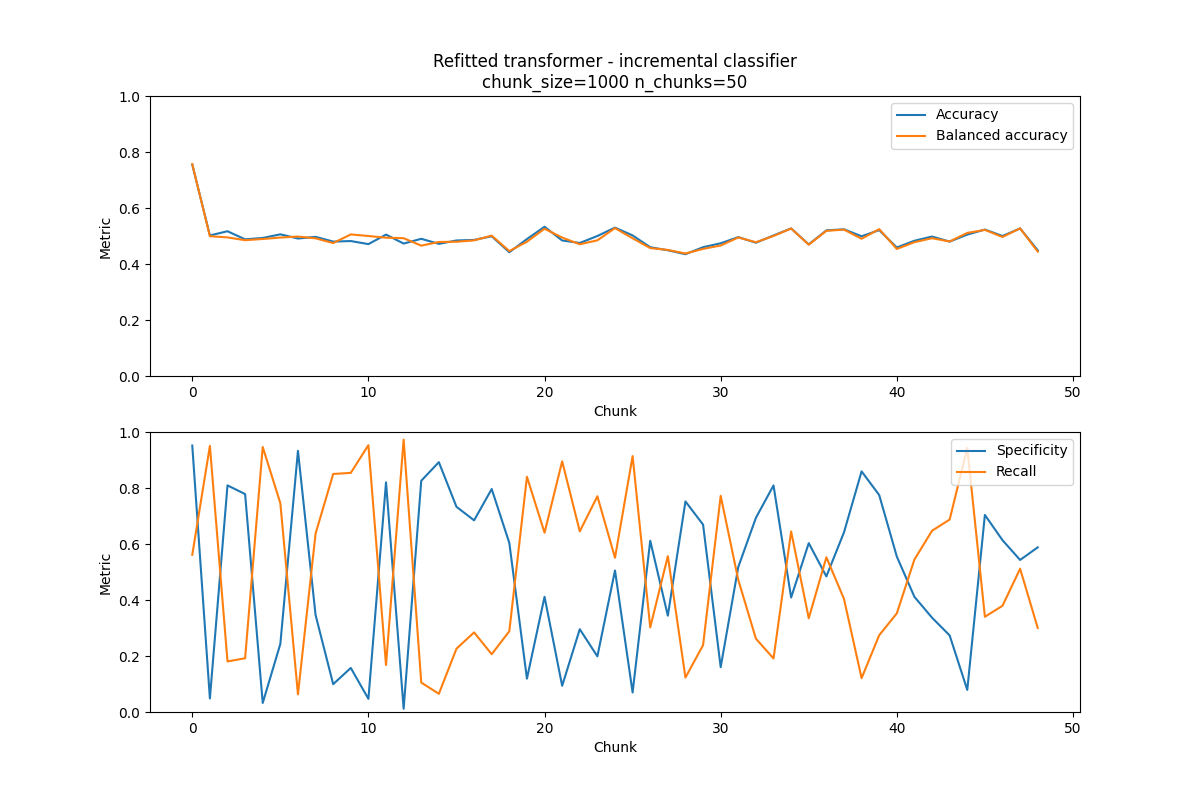 Refitted transformer - incremental classifier
chunk_size=1000 n_chunks=50
1.0
0.8
0.6
0.4
0.2
0.0
Metric
Accuracy
Balanced accuracy
0 10 20 30 40 50
Chunk
1.0
0.8
0.6
0.4
0.2
0.0
Metric
Specificity
Recall
0 10 20 30 40 50
Chunk